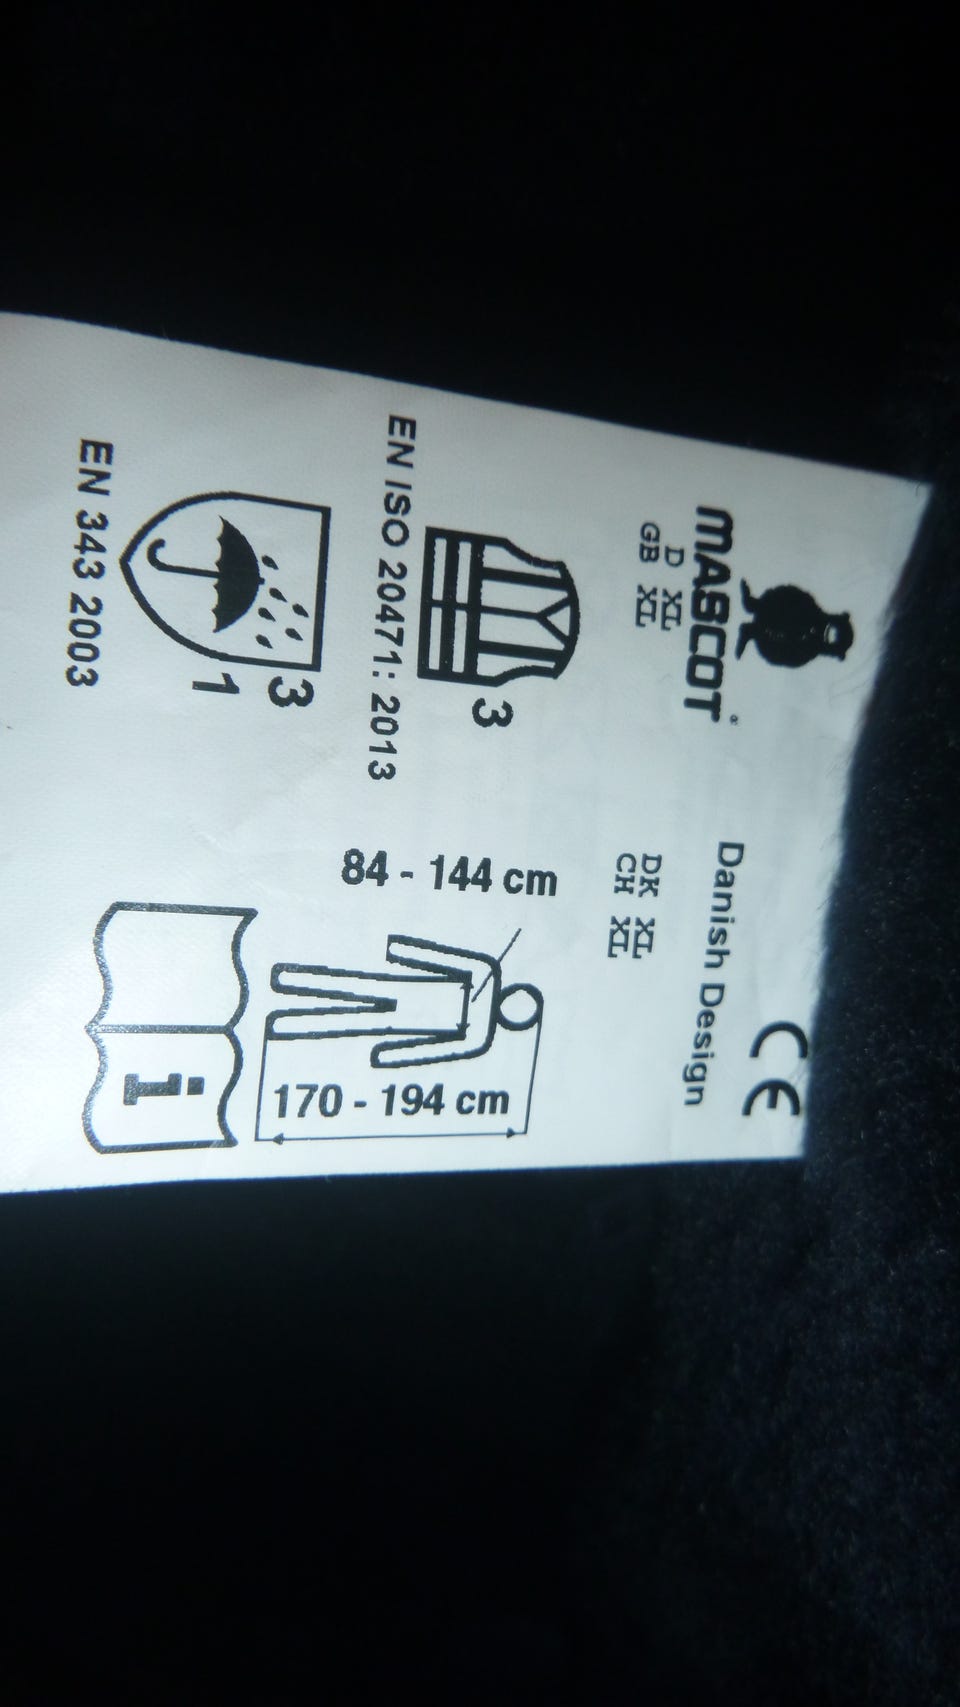 MASCOT®
Danish Design
CE
D XL
GB XL
DK XL
CH XL
3
EN ISO 20471: 2013
84 - 144 cm
170 - 194 cm
3
1
EN 343 2003
i